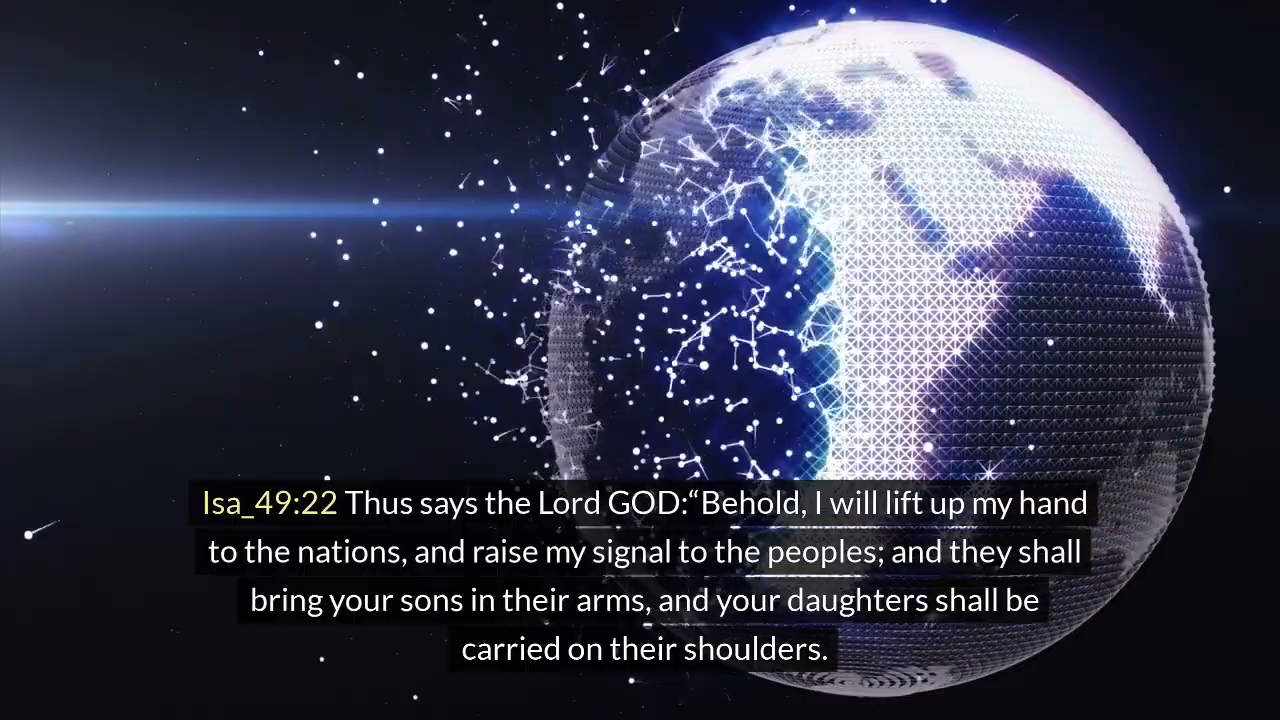 Isa_49:22 Thus says the Lord GOD:“Behold, I will lift up my hand
to the nations, and raise my signal to the peoples; and they shall
bring your sons in their arms, and your daughters shall be
carried on their shoulders.